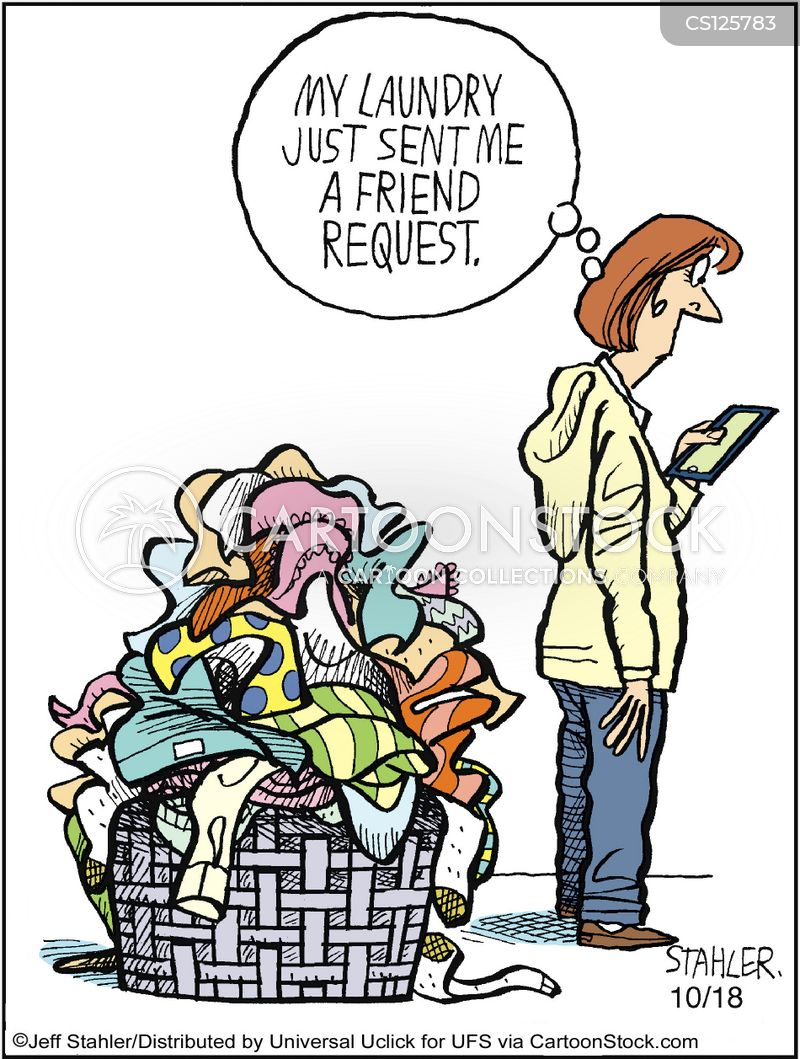 CS125783
MY LAUNDRY
JUST SENT ME
A FRIEND
REQUEST.
CARTOONSTOCK
CARTOON COLLECTIONS COMPANY
STAHLER.
10/18
©Jeff Stahler/Distributed by Universal Uclick for UFS via CartoonStock.com